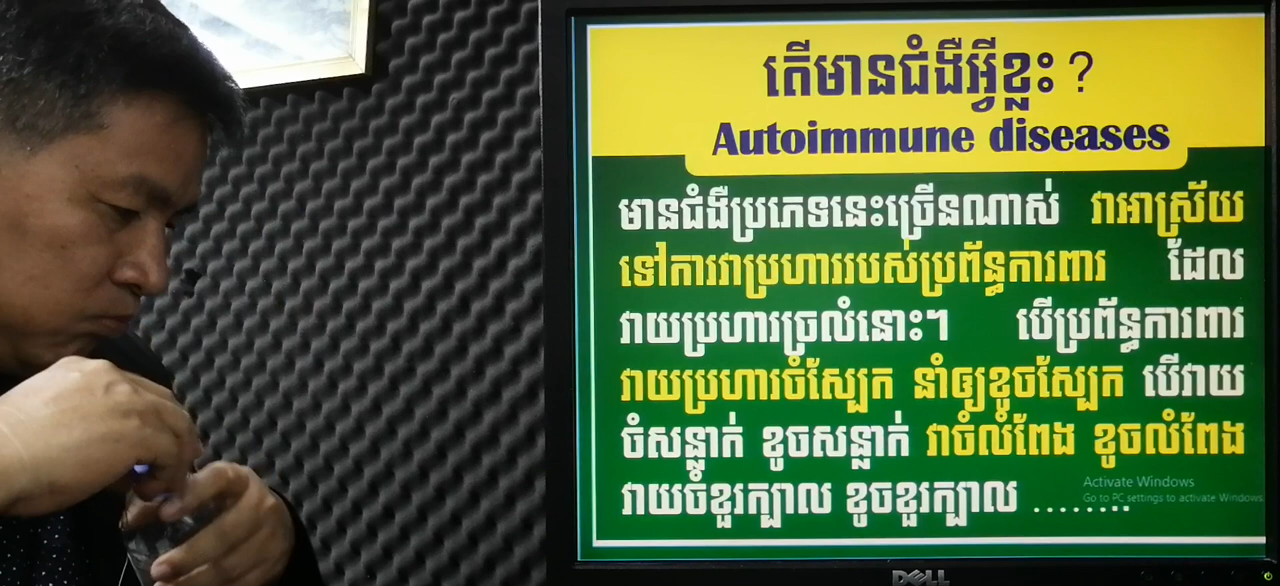 តើមានជំងឺអ្វីខ្លះ ?
Autoimmune diseases
មានជំងឺប្រភេទនេះច្រើនណាស់ វាអាស្រ័យ
ទៅការវាប្រហាររបស់ប្រព័ន្ធការពារ ដែល
វាយប្រហារច្រលំនោះៗ បើប្រព័ន្ធការពារ
វាយប្រហារចំស្បែក នាំឲ្យខូចស្បែក បើវាយ
ចំសន្លាក់ ខូចសន្លាក់ វាចំលំពែង ខូចលំពែង
វាយចំខួរក្បាល ខូចខួរក្បាល ........
Activate Windows
Go to PC settings to activate Windows
DELL